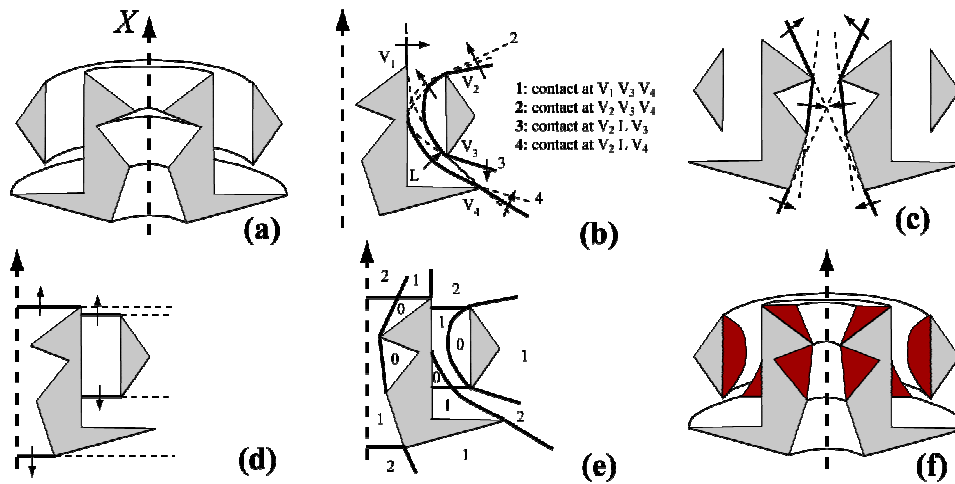 X
(a)
V1
V2
V3
V4
L
2
3
4
1: contact at V1 V3 V4
2: contact at V2 V3 V4
3: contact at V2 L V3
4: contact at V2 L V4
(b)
(c)
(d)
2
1
2
0
1
0
0
1
0
1
1
2
2
1
(e)
(f)